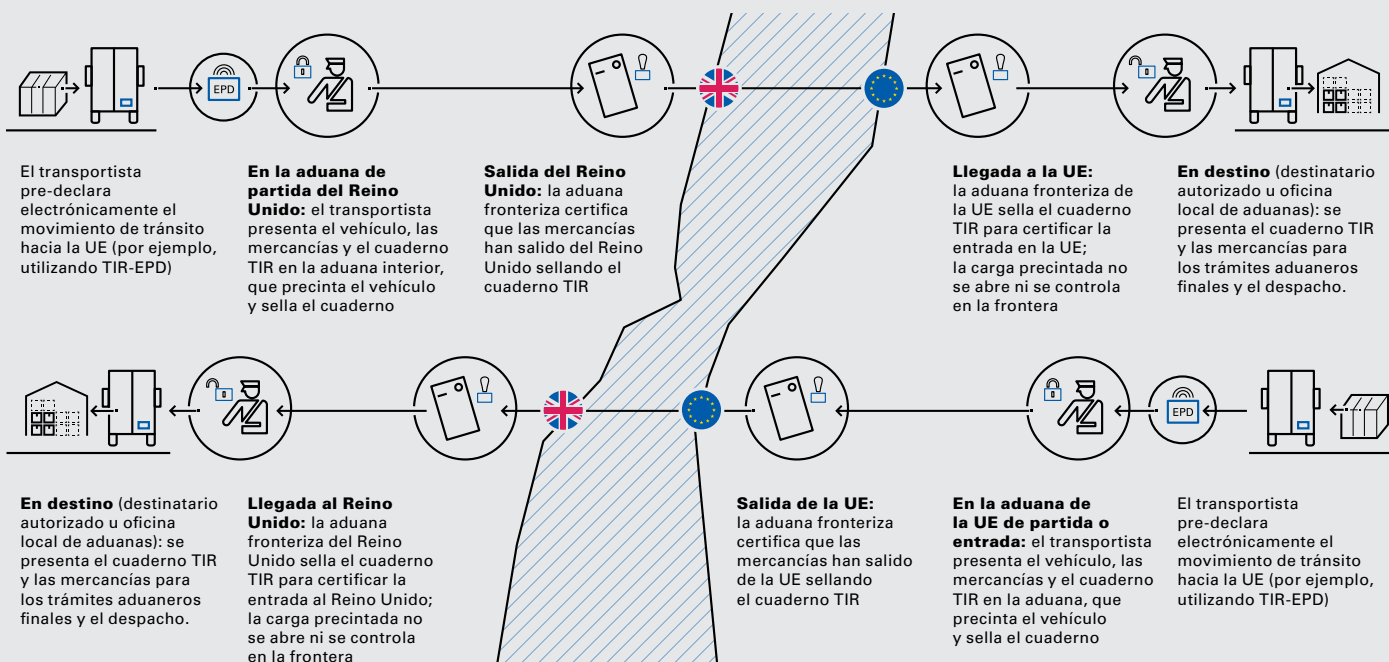 EPD
El transportista
pre-declara
electrónicamente el
movimiento de tránsito
hacia la UE (por ejemplo,
utilizando TIR-EPD)
En la aduana de
partida del Reino
Unido: el transportista
presenta el vehículo, las
mercancías y el cuaderno
TIR en la aduana interior,
que precinta el vehículo
y sella el cuaderno
Salida del Reino
Unido: la aduana
fronteriza certifica
que las mercancías
han salido del Reino
Unido sellando el
cuaderno TIR
Llegada a la UE:
la aduana fronteriza de
la UE sella el cuaderno
TIR para certificar la
entrada en la UE;
la carga precintada no
se abre ni se controla
en la frontera
En destino (destinatario
autorizado u oficina
local de aduanas): se
presenta el cuaderno TIR
y las mercancías para
los trámites aduaneros
finales y el despacho.
EPD
En destino (destinatario
autorizado u oficina
local de aduanas): se
presenta el cuaderno TIR
y las mercancías para
los trámites aduaneros
finales y el despacho.
Llegada al Reino
Unido: la aduana
fronteriza del Reino
Unido sella el cuaderno
TIR para certificar la
entrada al Reino Unido;
la carga precintada no
se abre ni se controla
en la frontera
Salida de la UE:
la aduana fronteriza
certifica que las
mercancías han salido
de la UE sellando
el cuaderno TIR
En la aduana de
la UE de partida o
entrada: el transportista
presenta el vehículo, las
mercancías y el cuaderno
TIR en la aduana, que
precinta el vehículo
y sella el cuaderno
El transportista
pre-declara
electrónicamente el
movimiento de tránsito
hacia la UE (por ejemplo,
utilizando TIR-EPD)